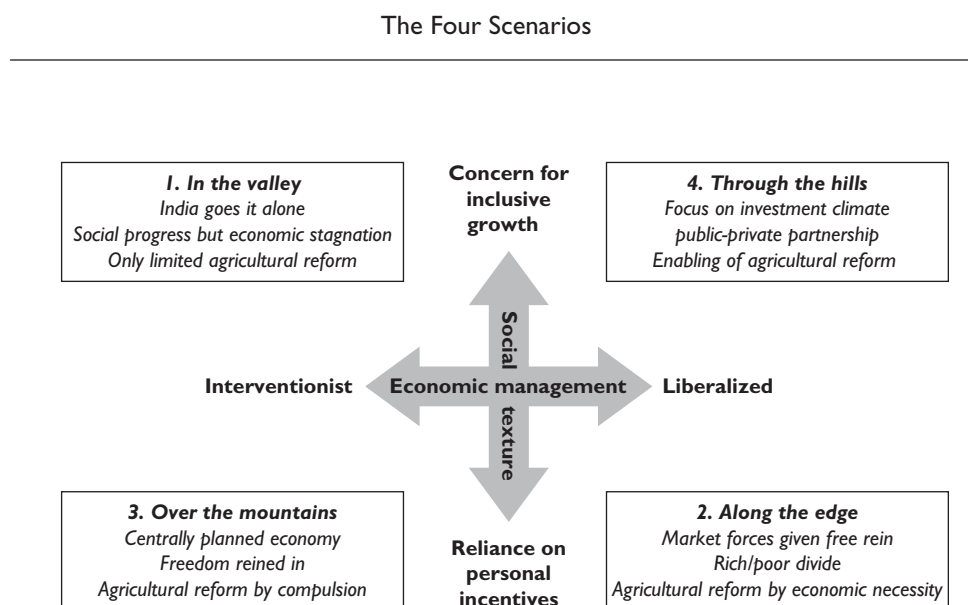 The Four Scenarios
1. In the valley
India goes it alone
Social progress but economic stagnation
Only limited agricultural reform
Concern for
inclusive
growth
4. Through the hills
Focus on investment climate
public-private partnership
Enabling of agricultural reform
Social texture
Interventionist
Economic management
Liberalized
3. Over the mountains
Centrally planned economy
Freedom reined in
Agricultural reform by compulsion
Reliance on
personal
incentives
2. Along the edge
Market forces given free rein
Rich/poor divide
Agricultural reform by economic necessity